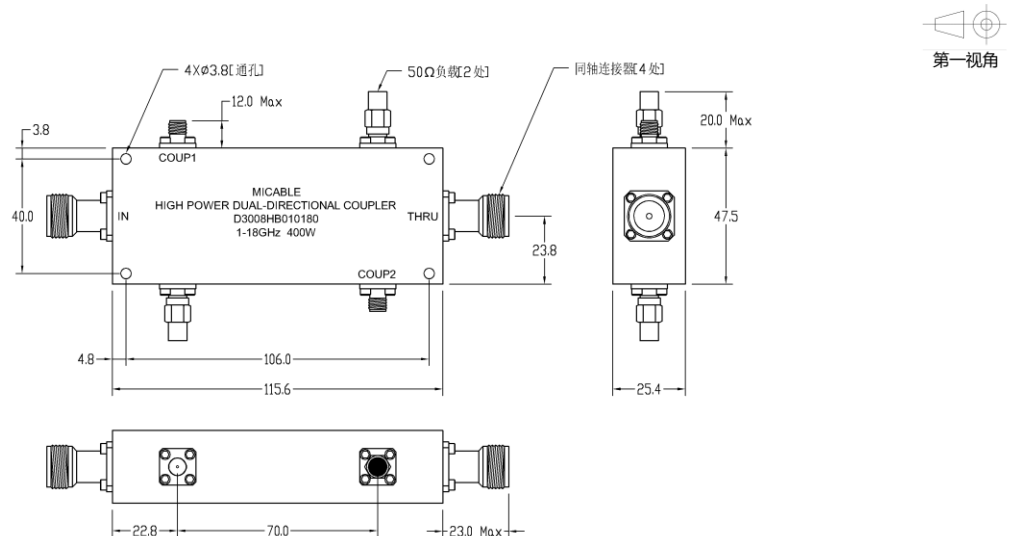 第一视角
4XØ3.8[通孔]
50Ω负载[2处]
同轴连接器[4处]
12.0 Max
20.0 Max
3.8
COUP1
MICABLE
HIGH POWER DUAL-DIRECTIONAL COUPLER
D3008HB010180
1-18GHz 400W
IN
THRU
40.0
47.5
23.8
COUP2
4.8
106.0
115.6
25.4
22.8
70.0
23.0 Max